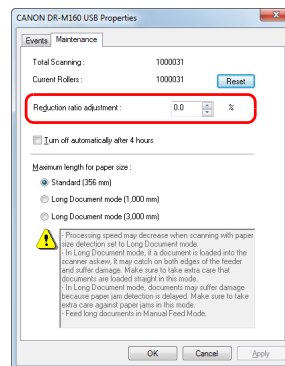 CANON DR-M160 USB Properties
Events Maintenance
Total Scanning : 1000031
Current Rollers : 1000031 Reset
Reduction ratio adjustment : 0.0 %
Turn off automatically after 4 hours
Maximum length for paper size :
Standard (356 mm)
Long Document mode (1,000 mm)
Long Document mode (3,000 mm)
- Processing speed may decrease when scanning with paper
size detection set to Long Document mode.
- In Long Document mode, if a document is loaded into the
scanner askew, it may catch on both edges of the feeder
and suffer damage. Make sure to take extra care that
documents are loaded straight in this mode.
- In Long Document mode, documents may suffer damage
because paper jam detection is delayed. Make sure to take
extra care against paper jams in this mode.
- Feed long documents in Manual Feed Mode.
OK Cancel Apply